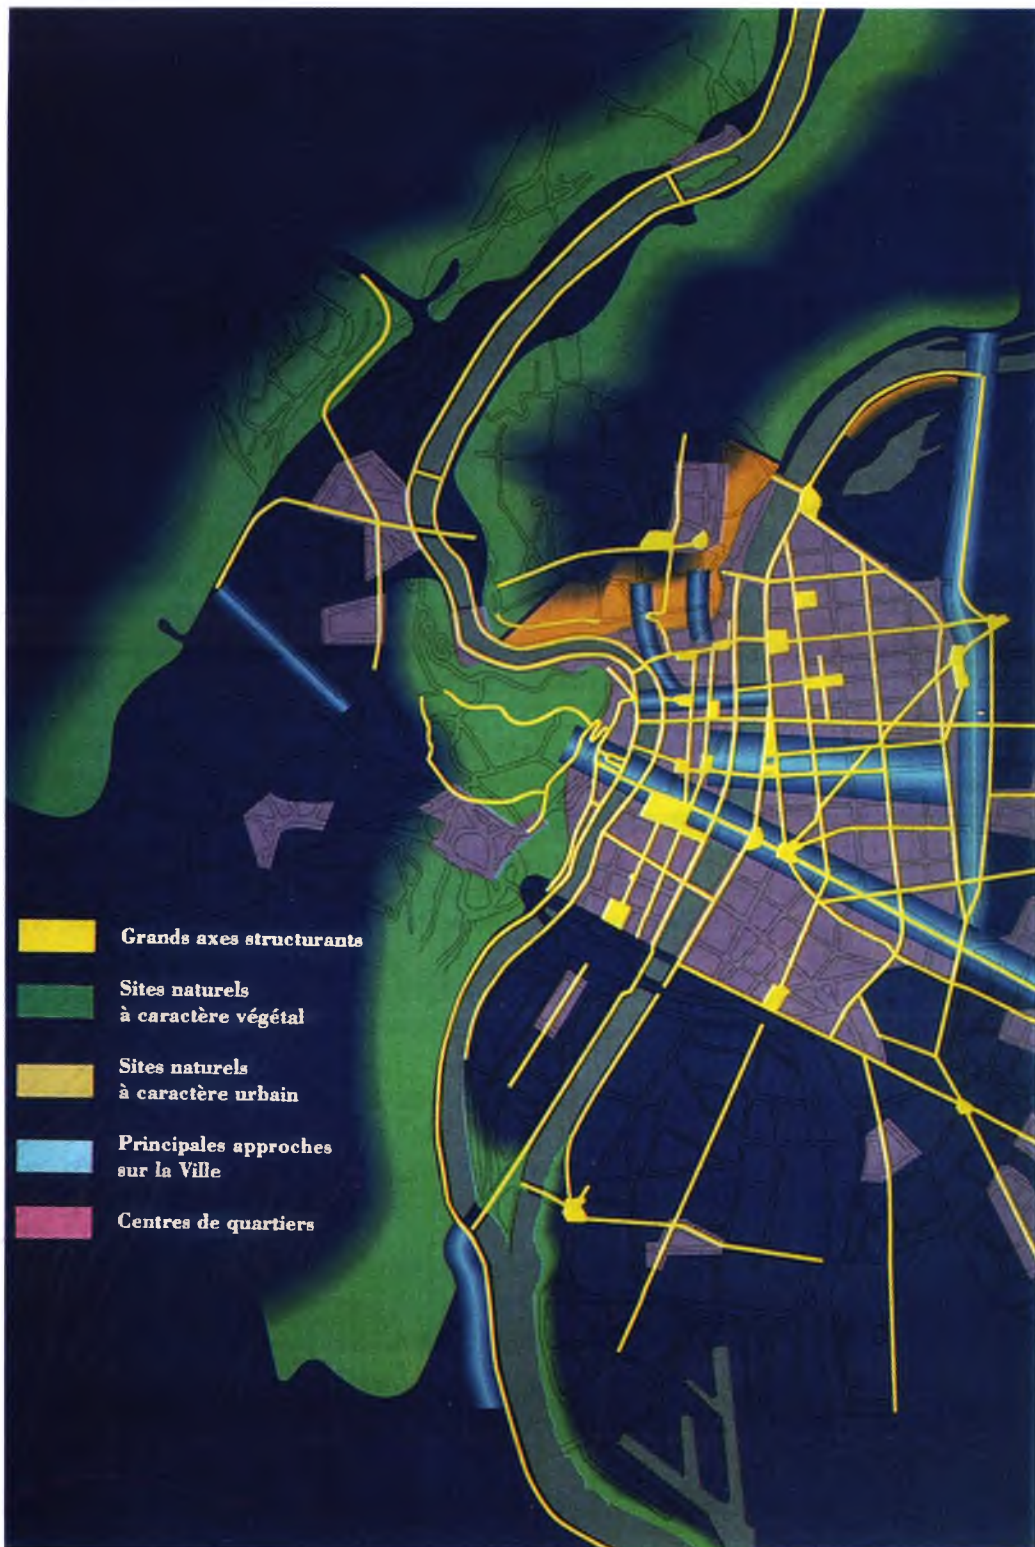 Grands axes structurants
Sites naturels
à caractère végétal
Sites naturels
à caractère urbain
Principales approches
sur la Ville
Centres de quartiers